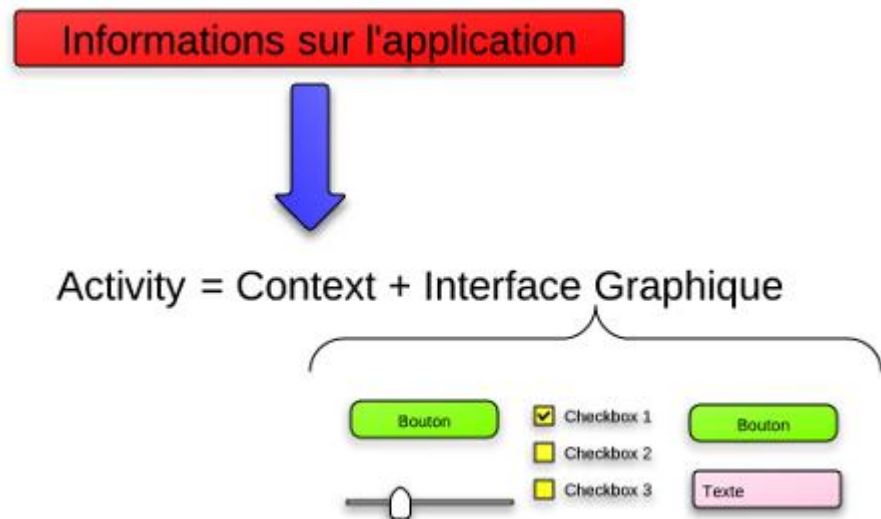 Informations sur l'application
Activity = Context + Interface Graphique
Bouton
Checkbox 1
Bouton
Checkbox 2
Checkbox 3
Texte